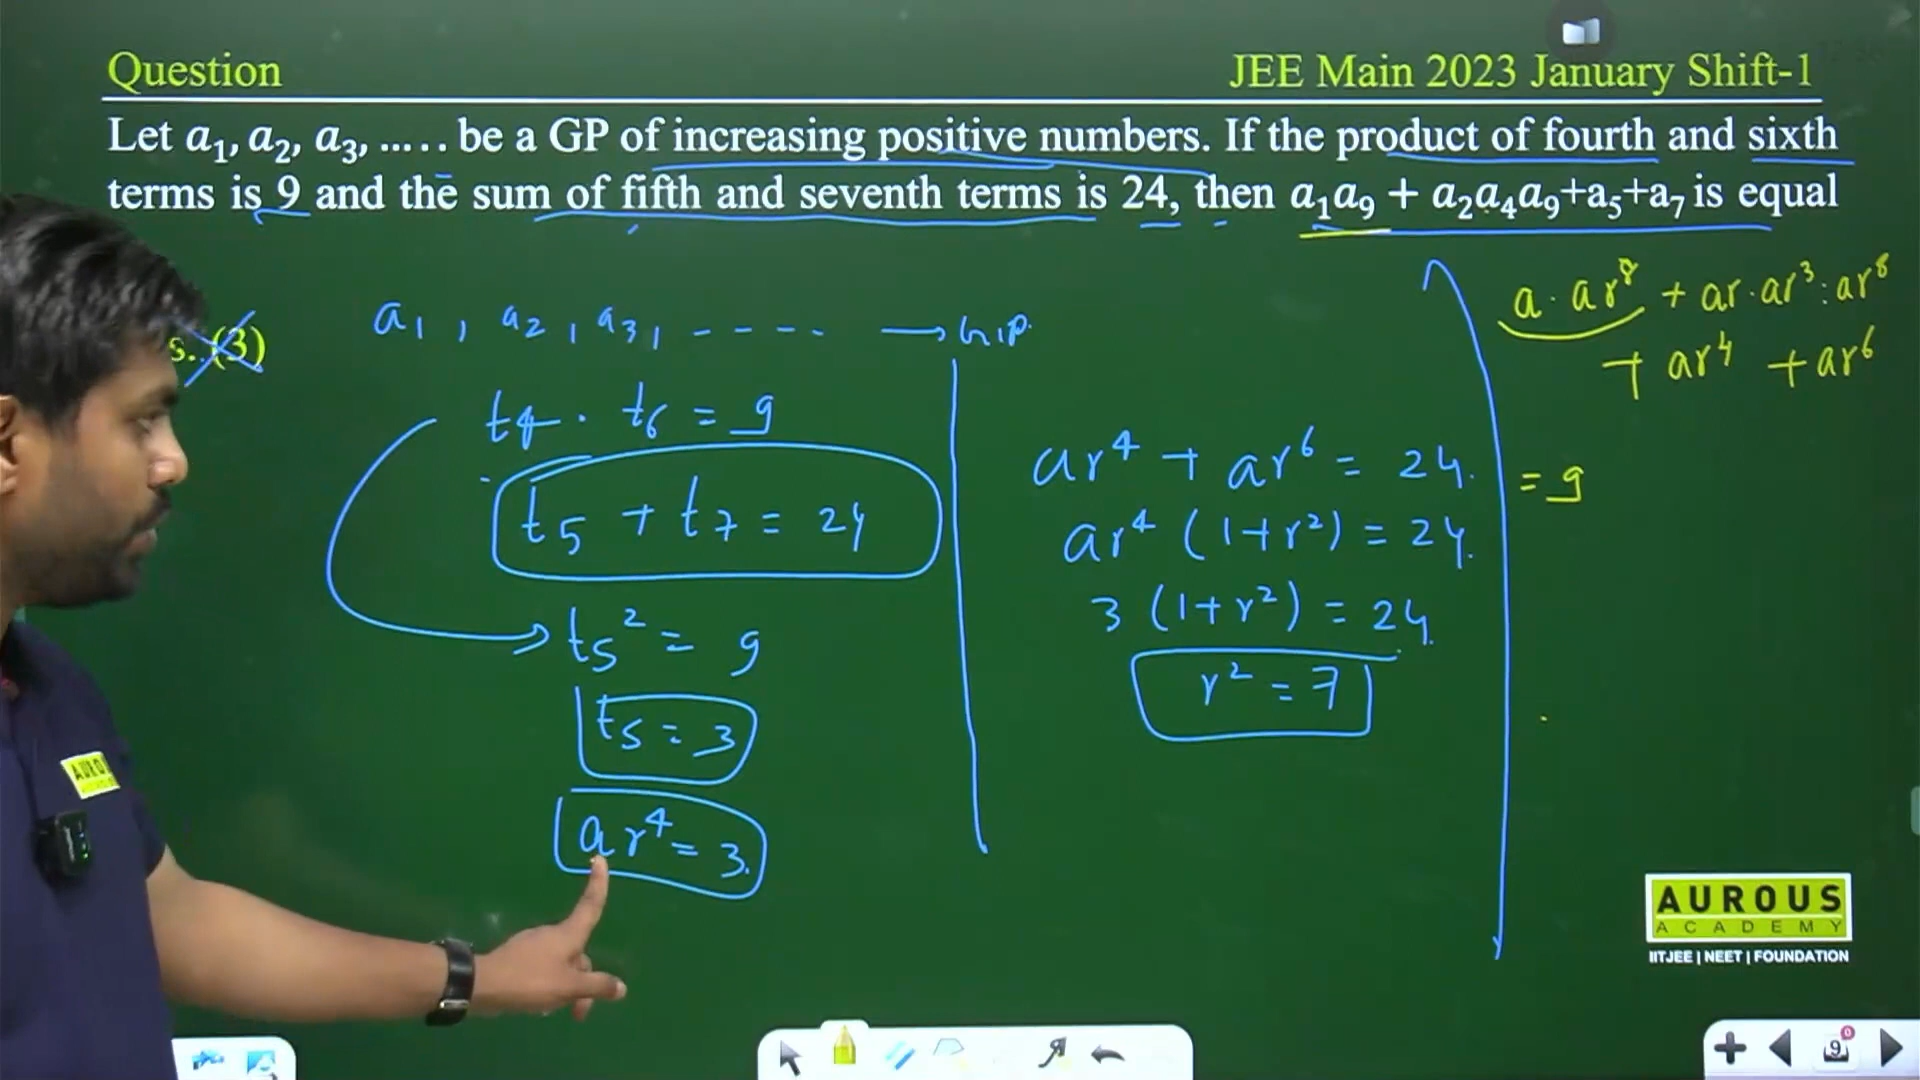 Question
JEE Main 2023 January Shift-1
Let a₁, a₂, a₃, ..... be a GP of increasing positive numbers. If the product of fourth and sixth
terms is 9 and the sum of fifth and seventh terms is 24, then a₁a₉ + a₂a₄a₉+a₅+a₇ is equal
s. (3)
a₁, a₂, a₃, ---- → G.P.
t₄ · t₆ = 9
t₅ + t₇ = 24
t₅² = 9
t₅ = 3
ar⁴ = 3.
ar⁴ + ar⁶ = 24.
ar⁴ (1+r²) = 24.
3 (1+r²) = 24.
r² = 7
a · ar⁸ + ar·ar³·ar⁸
+ ar⁴ + ar⁶
= 9
AURO
AUROUS
ACADEMY
IITJEE | NEET | FOUNDATION
9
0